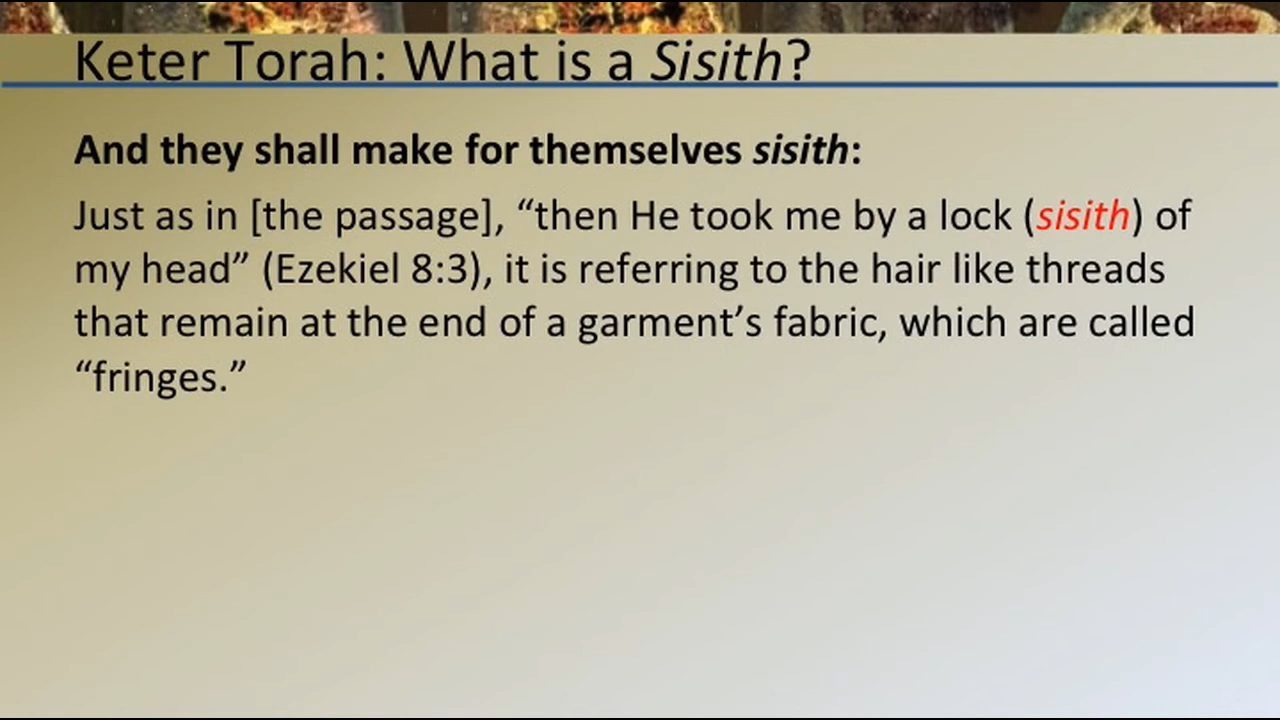 Keter Torah: What is a Sisith?
And they shall make for themselves sisith:
Just as in [the passage], “then He took me by a lock (sisith) of
my head” (Ezekiel 8:3), it is referring to the hair like threads
that remain at the end of a garment’s fabric, which are called
“fringes.”